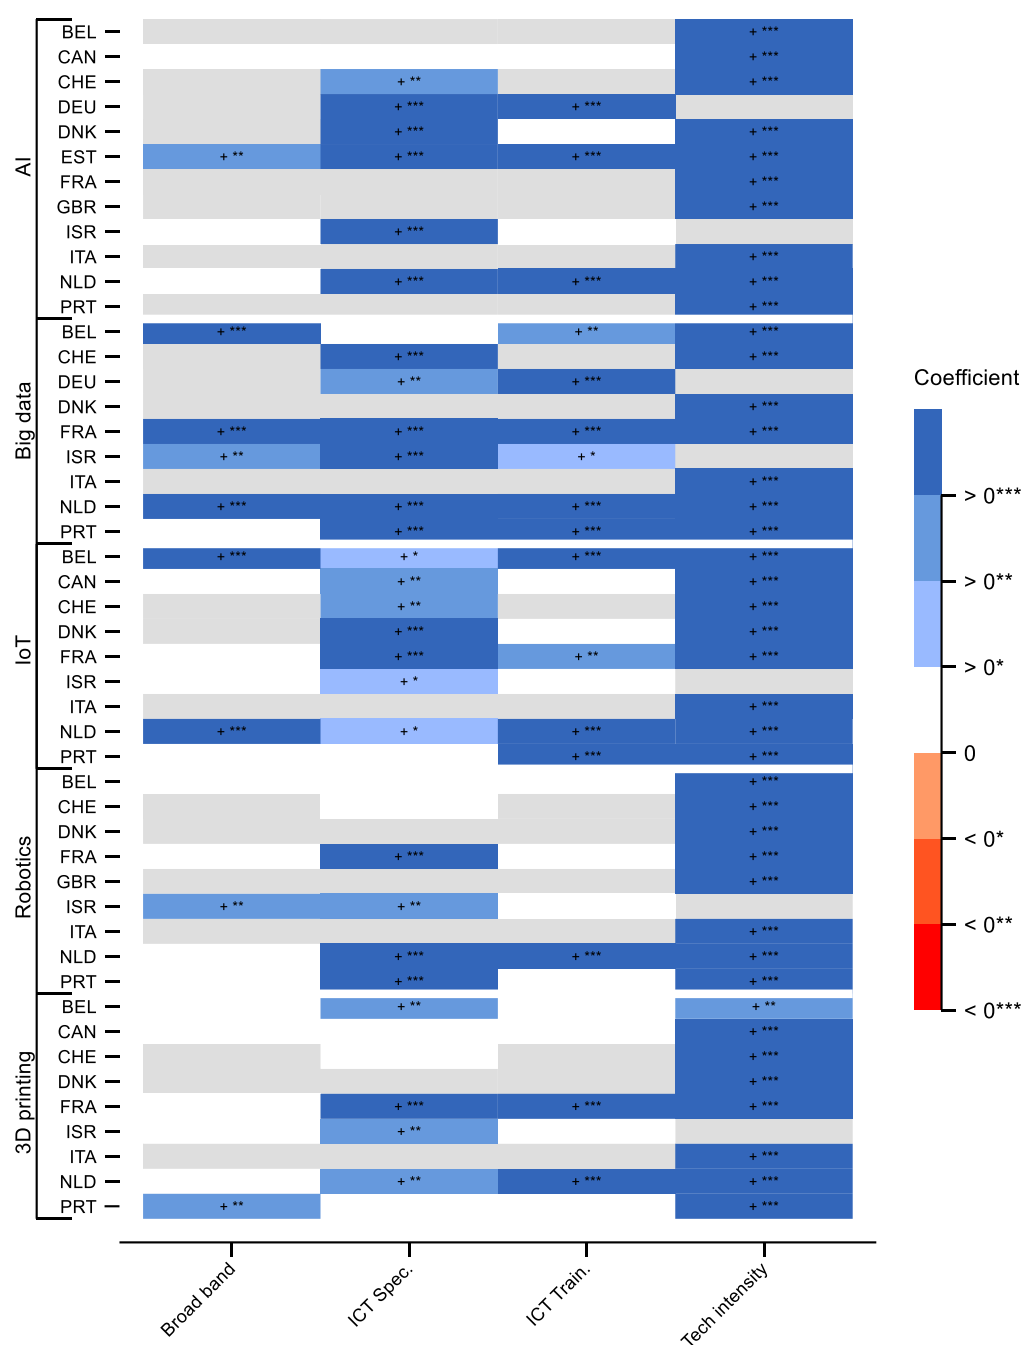 AI
BEL + ***
CAN + ***
CHE + ** + ***
DEU + *** + ***
DNK + *** + ***
EST + ** + *** + *** + ***
FRA + ***
GBR + ***
ISR + ***
ITA + ***
NLD + *** + *** + ***
PRT + ***
Big data
BEL + *** + ** + ***
CHE + *** + ***
DEU + ** + ***
DNK + ***
FRA + *** + *** + *** + ***
ISR + ** + *** + *
ITA + ***
NLD + *** + *** + *** + ***
PRT + *** + *** + ***
IoT
BEL + *** + * + *** + ***
CAN + ** + ***
CHE + ** + ***
DNK + *** + ***
FRA + *** + ** + ***
ISR + *
ITA + ***
NLD + *** + * + *** + ***
PRT + *** + ***
Robotics
BEL + ***
CHE + ***
DNK + ***
FRA + *** + ***
GBR + ***
ISR + ** + **
ITA + ***
NLD + *** + *** + ***
PRT + *** + ***
3D printing
BEL + ** + **
CAN + ***
CHE + ***
DNK + ***
FRA + *** + *** + ***
ISR + **
ITA + ***
NLD + ** + *** + ***
PRT + ** + ***
Broad band
ICT Spec.
ICT Train.
Tech intensity
Coefficient
> 0***
> 0**
> 0*
0
< 0*
< 0**
< 0***